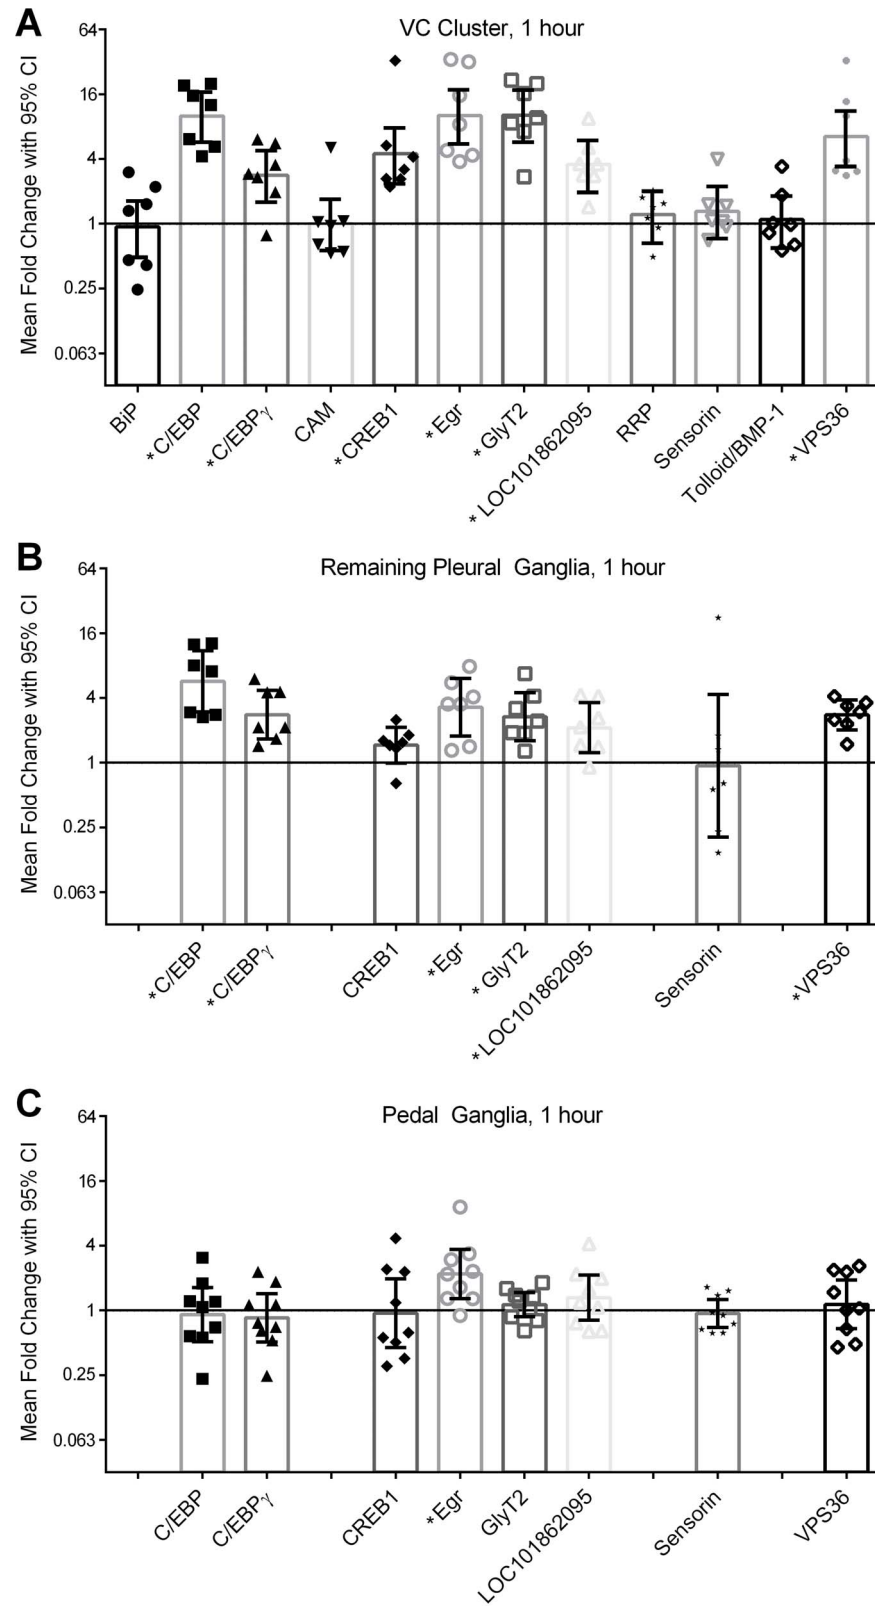 A
VC Cluster, 1 hour
Mean Fold Change with 95% CI
64
16
4
1
0.25
0.063
BiP
*C/EBP
*C/EBPγ
CAM
*CREB1
*Egr
* GlyT2
* LOC101862095
RRP
Sensorin
Tolloid/BMP-1
*VPS36
B
Remaining Pleural Ganglia, 1 hour
Mean Fold Change with 95% CI
64
16
4
1
0.25
0.063
*C/EBP
*C/EBPγ
CREB1
*Egr
* GlyT2
*LOC101862095
Sensorin
*VPS36
C
Pedal Ganglia, 1 hour
Mean Fold Change with 95% CI
64
16
4
1
0.25
0.063
C/EBP
C/EBPγ
CREB1
*Egr
GlyT2
LOC101862095
Sensorin
VPS36